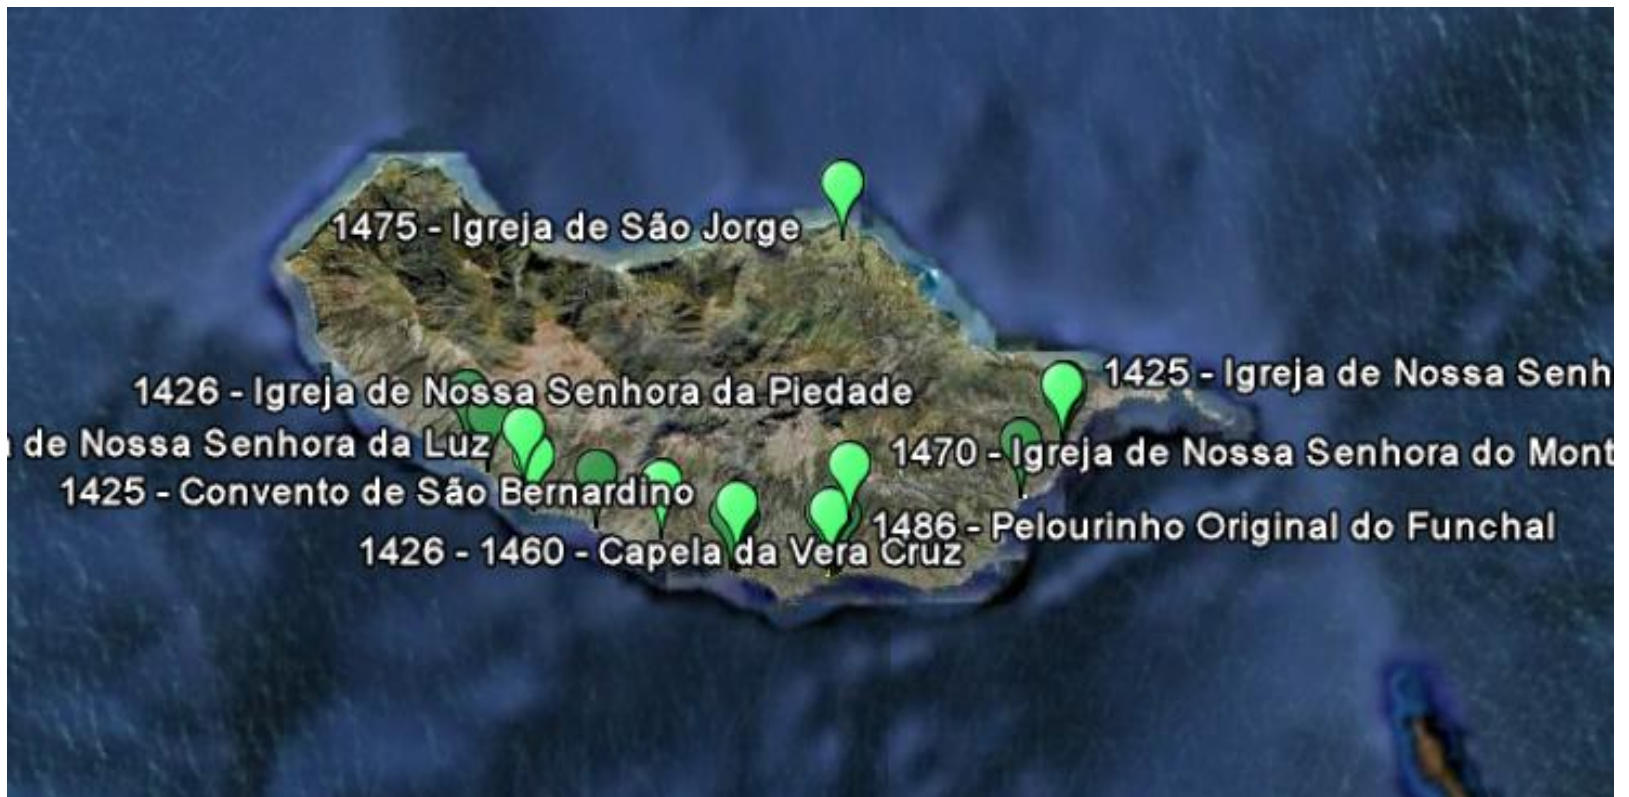 1475 - Igreja de São Jorge
1425 - Igreja de Nossa Senh
1426 - Igreja de Nossa Senhora da Piedade
de Nossa Senhora da Luz
1470 - Igreja de Nossa Senhora do Mont
1425 - Convento de São Bernardino
1486 - Pelourinho Original do Funchal
1426 - 1460 - Capela da Vera Cruz